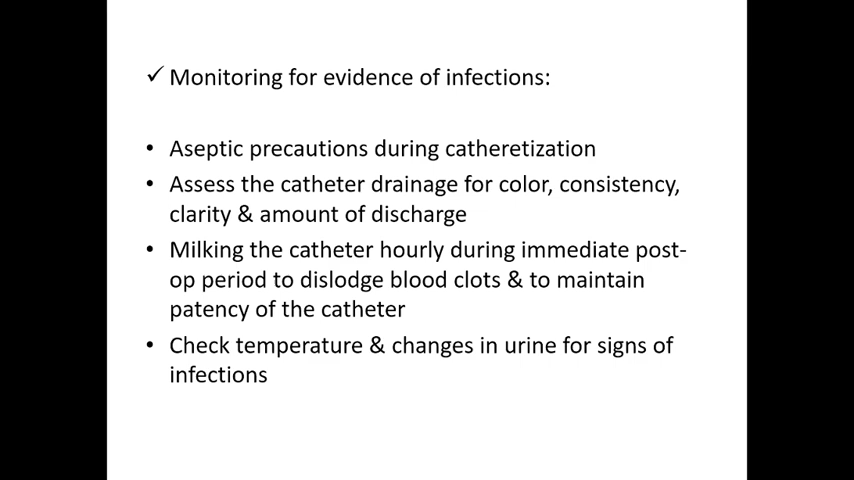 ✓ Monitoring for evidence of infections:
• Aseptic precautions during catheretization
• Assess the catheter drainage for color, consistency,
clarity & amount of discharge
• Milking the catheter hourly during immediate post-
op period to dislodge blood clots & to maintain
patency of the catheter
• Check temperature & changes in urine for signs of
infections